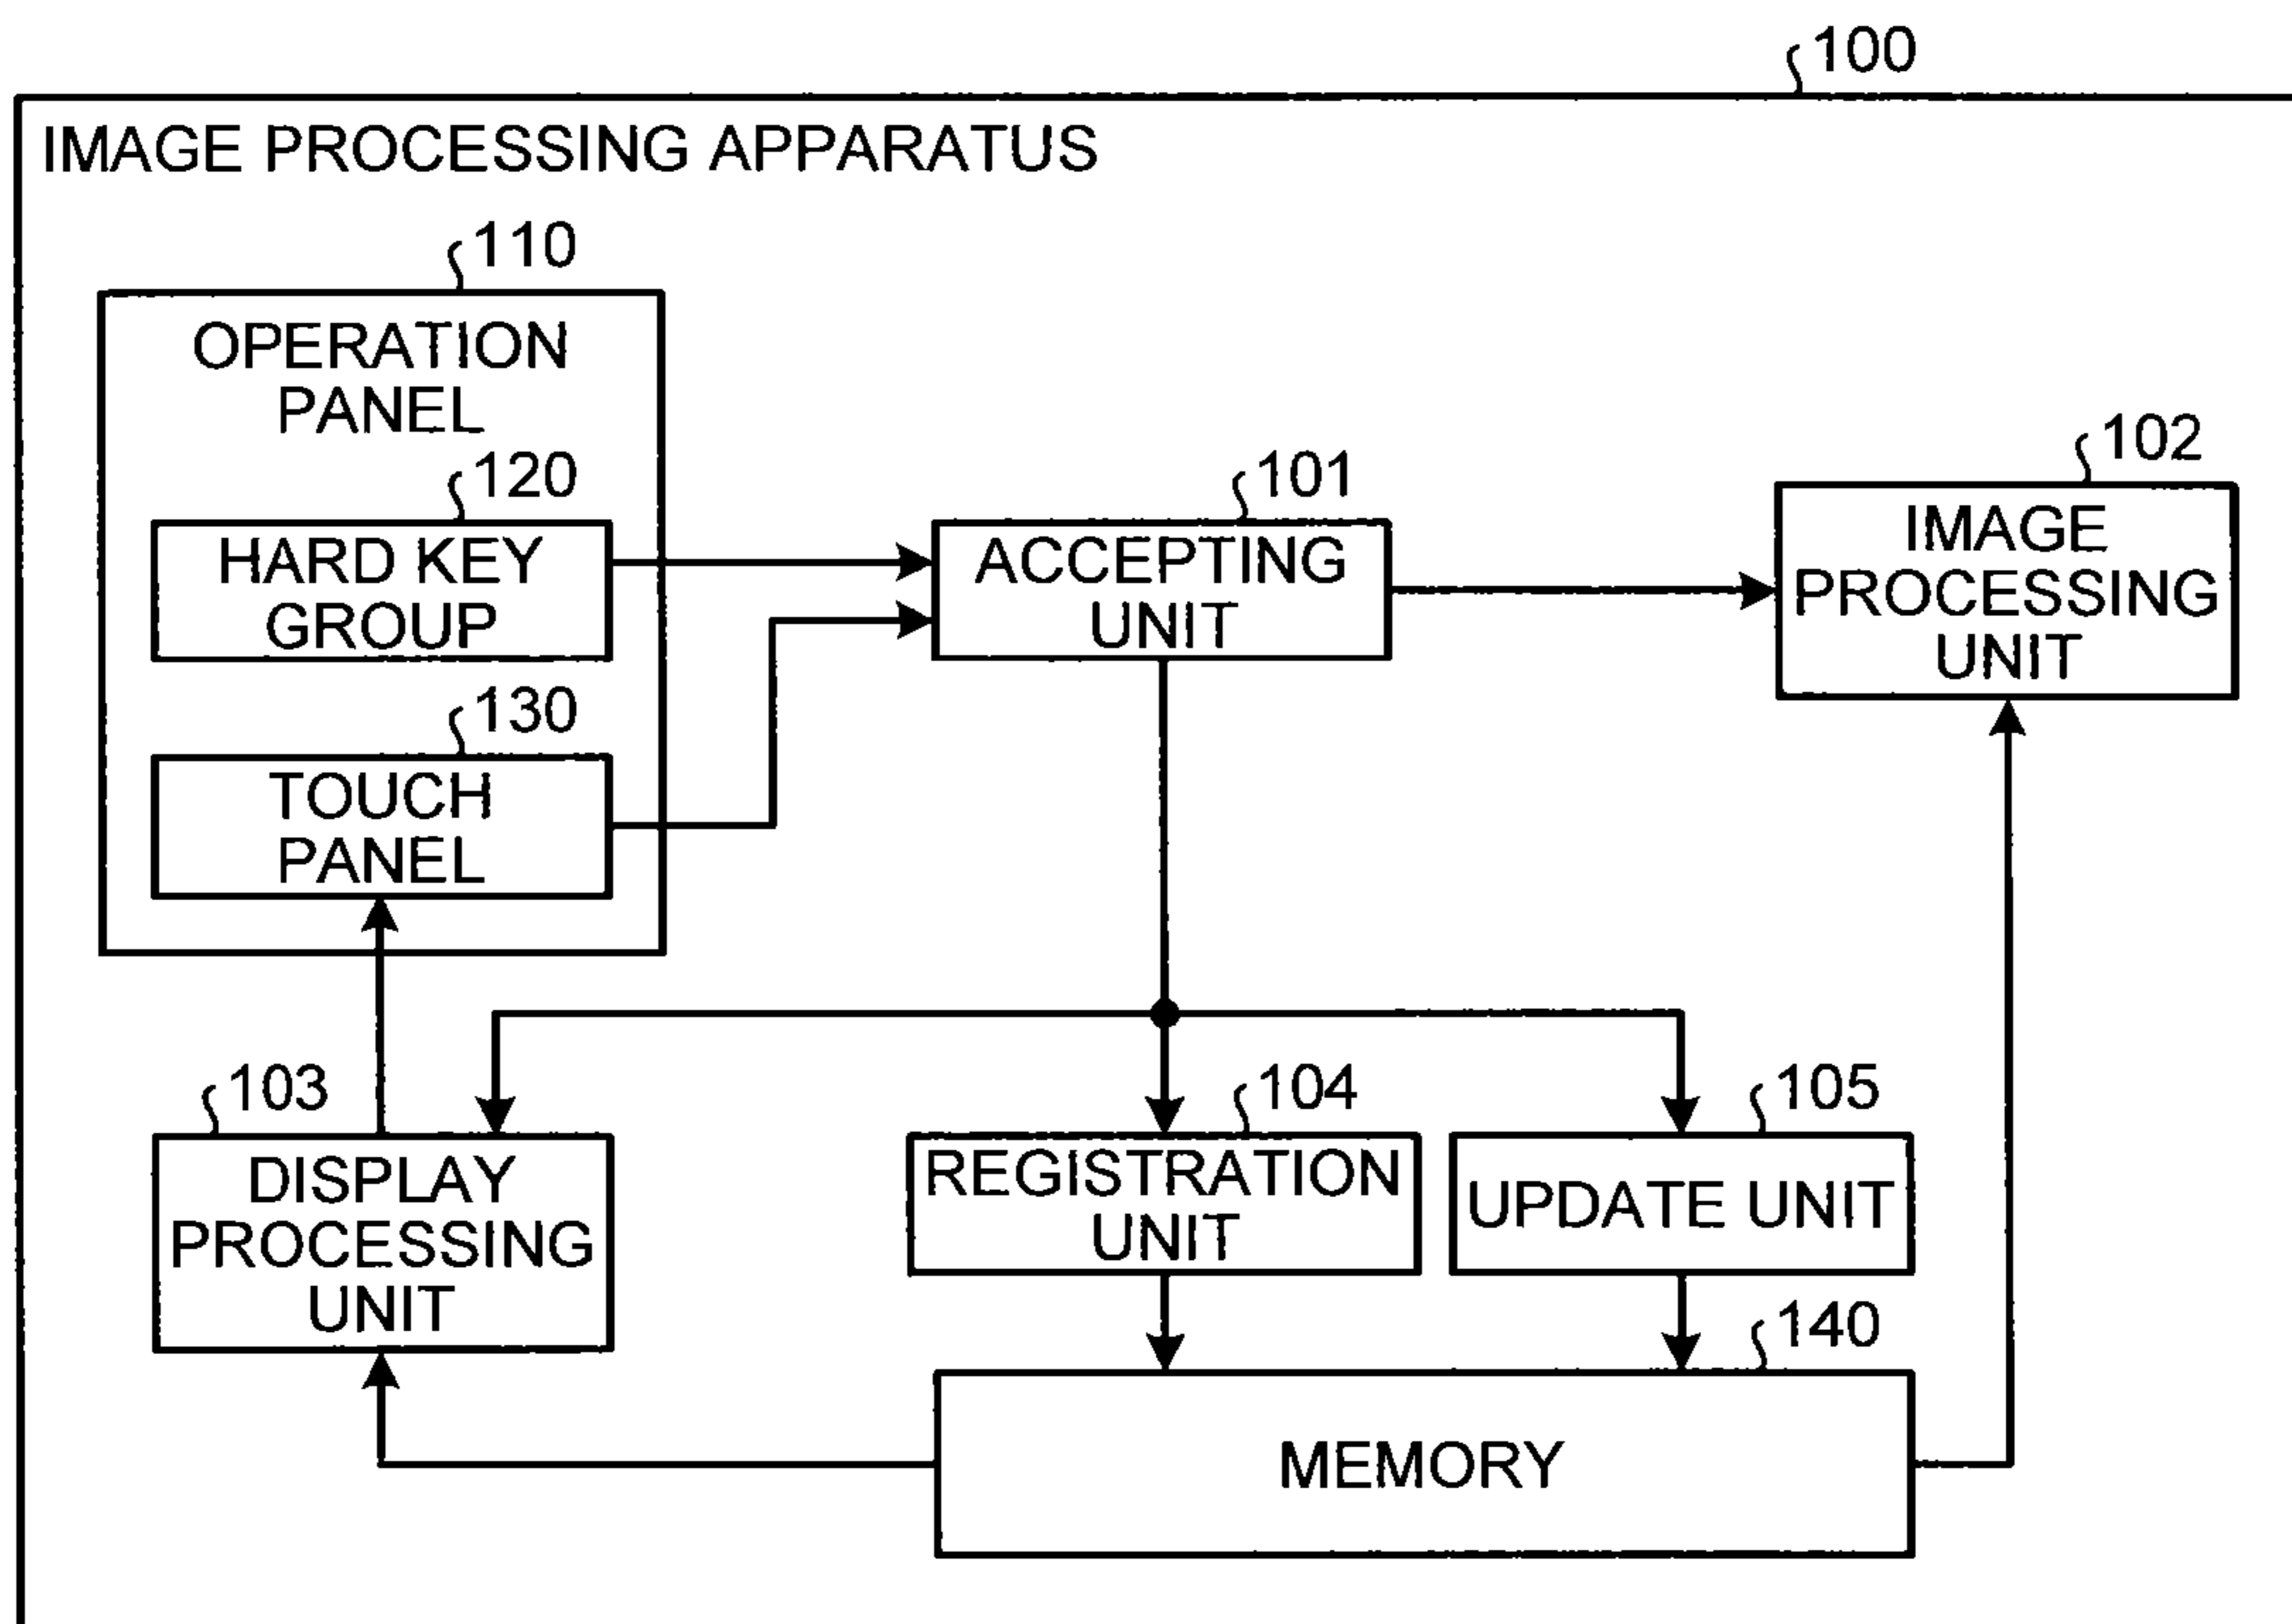 100
IMAGE PROCESSING APPARATUS
110
OPERATION
PANEL
120
HARD KEY
GROUP
130
TOUCH
PANEL
101
ACCEPTING
UNIT
102
IMAGE
PROCESSING
UNIT
103
DISPLAY
PROCESSING
UNIT
104
REGISTRATION
UNIT
105
UPDATE UNIT
140
MEMORY